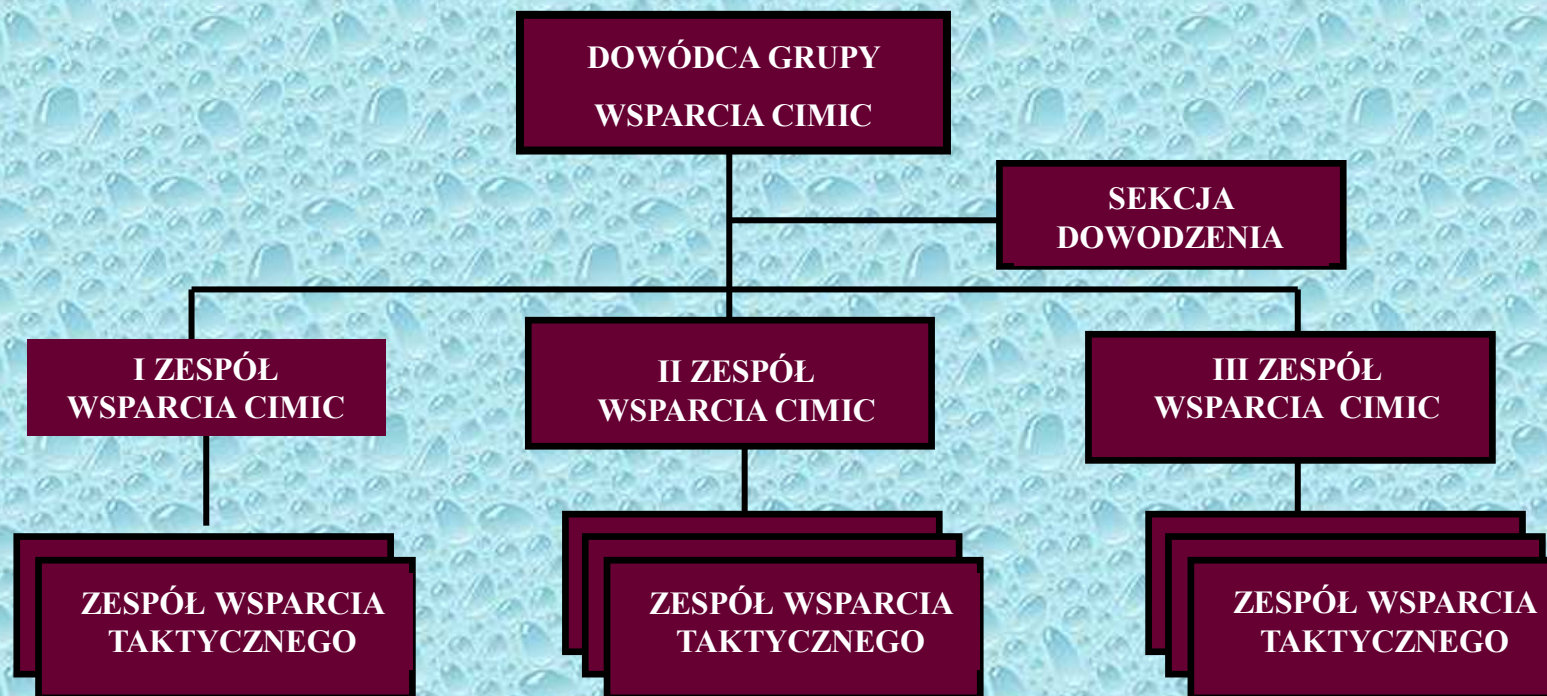 DOWÓDCA GRUPY
WSPARCIA CIMIC
SEKCJA
DOWODZENIA
I ZESPÓŁ
WSPARCIA CIMIC
II ZESPÓŁ
WSPARCIA CIMIC
III ZESPÓŁ
WSPARCIA CIMIC
ZESPÓŁ WSPARCIA
TAKTYCZNEGO
ZESPÓŁ WSPARCIA
TAKTYCZNEGO
ZESPÓŁ WSPARCIA
TAKTYCZNEGO